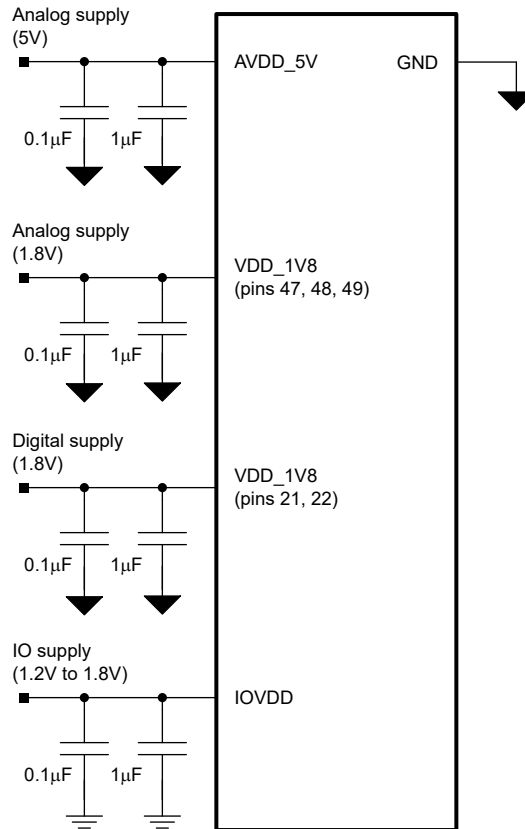 Analog supply
(5V)
AVDD_5V
GND
0.1μF
1μF
Analog supply
(1.8V)
VDD_1V8
(pins 47, 48, 49)
0.1μF
1μF
Digital supply
(1.8V)
VDD_1V8
(pins 21, 22)
0.1μF
1μF
IO supply
(1.2V to 1.8V)
IOVDD
0.1μF
1μF